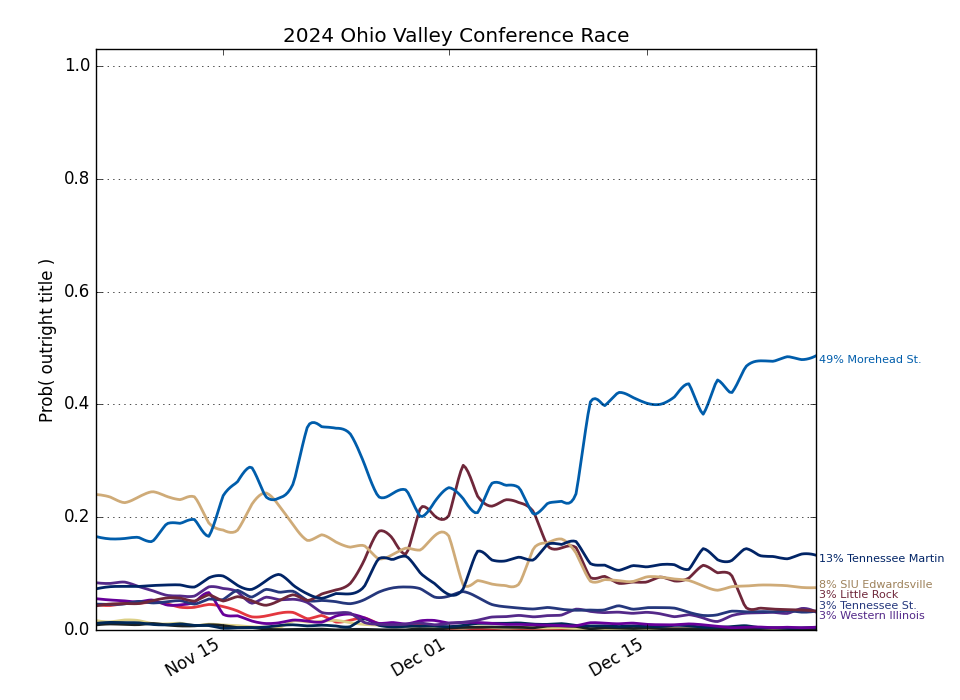 2024 Ohio Valley Conference Race
Prob( outright title )
1.0
0.8
0.6
0.4
0.2
0.0
Nov 15
Dec 01
Dec 15
49% Morehead St.
13% Tennessee Martin
8% SIU Edwardsville
3% Little Rock
3% Tennessee St.
3% Western Illinois